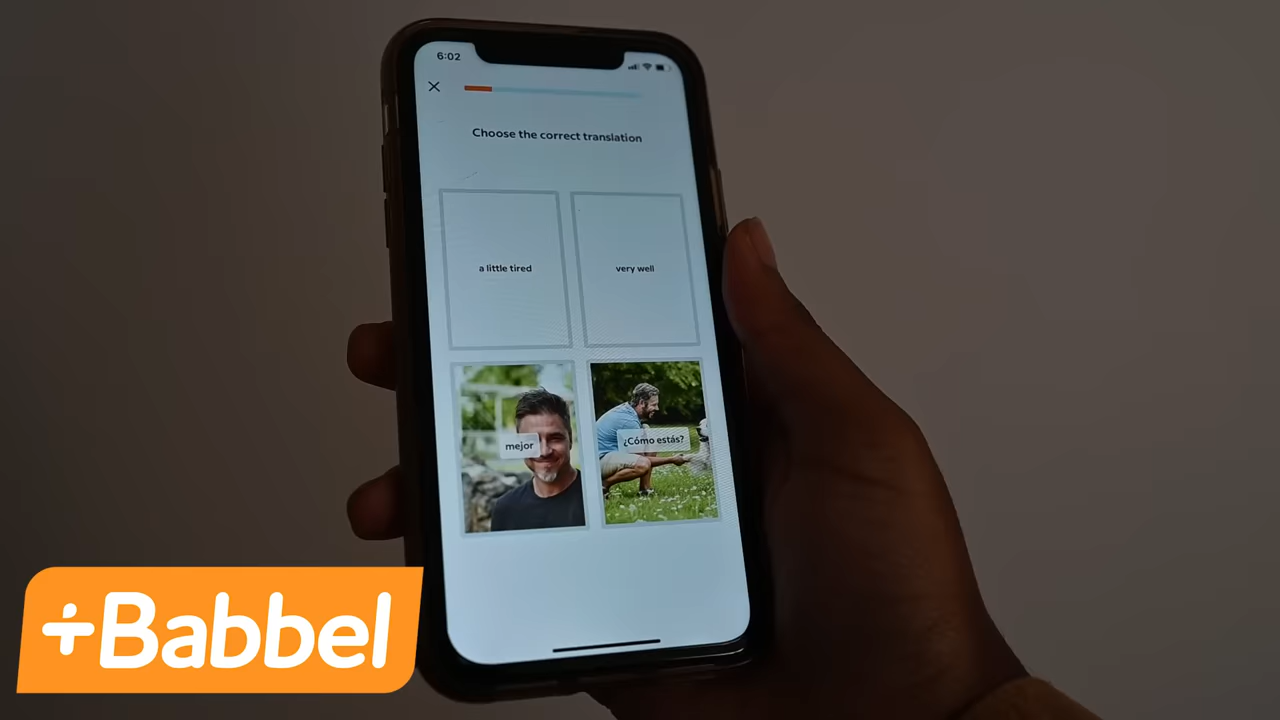 6:02
Choose the correct translation
a little tired
very well
mejor
¿Cómo estás?
+Babbel